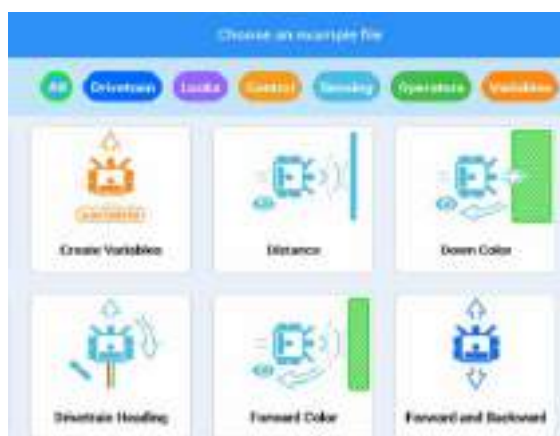 Choose an example file
All Drivetrain Looks Control Sensing Operators Variables
Create Variables Distance Down Color
Drivetrain Heading Forward Color Forward and Backward